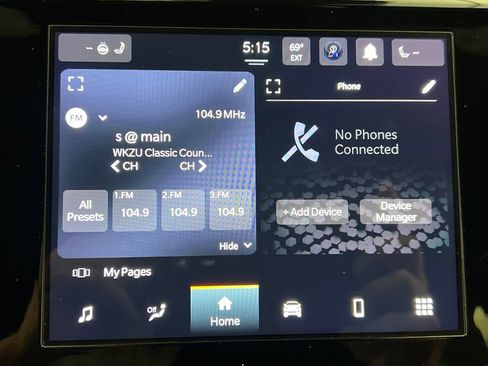 --
5:15
69°
EXT
--
Phone
FM
104.9 MHz
s @ main
WKZU Classic Coun...
CH CH
No Phones
Connected
All
Presets
1.FM
104.9
2.FM
104.9
3.FM
104.9
+ Add Device
Device
Manager
Hide
My Pages
Off
Home